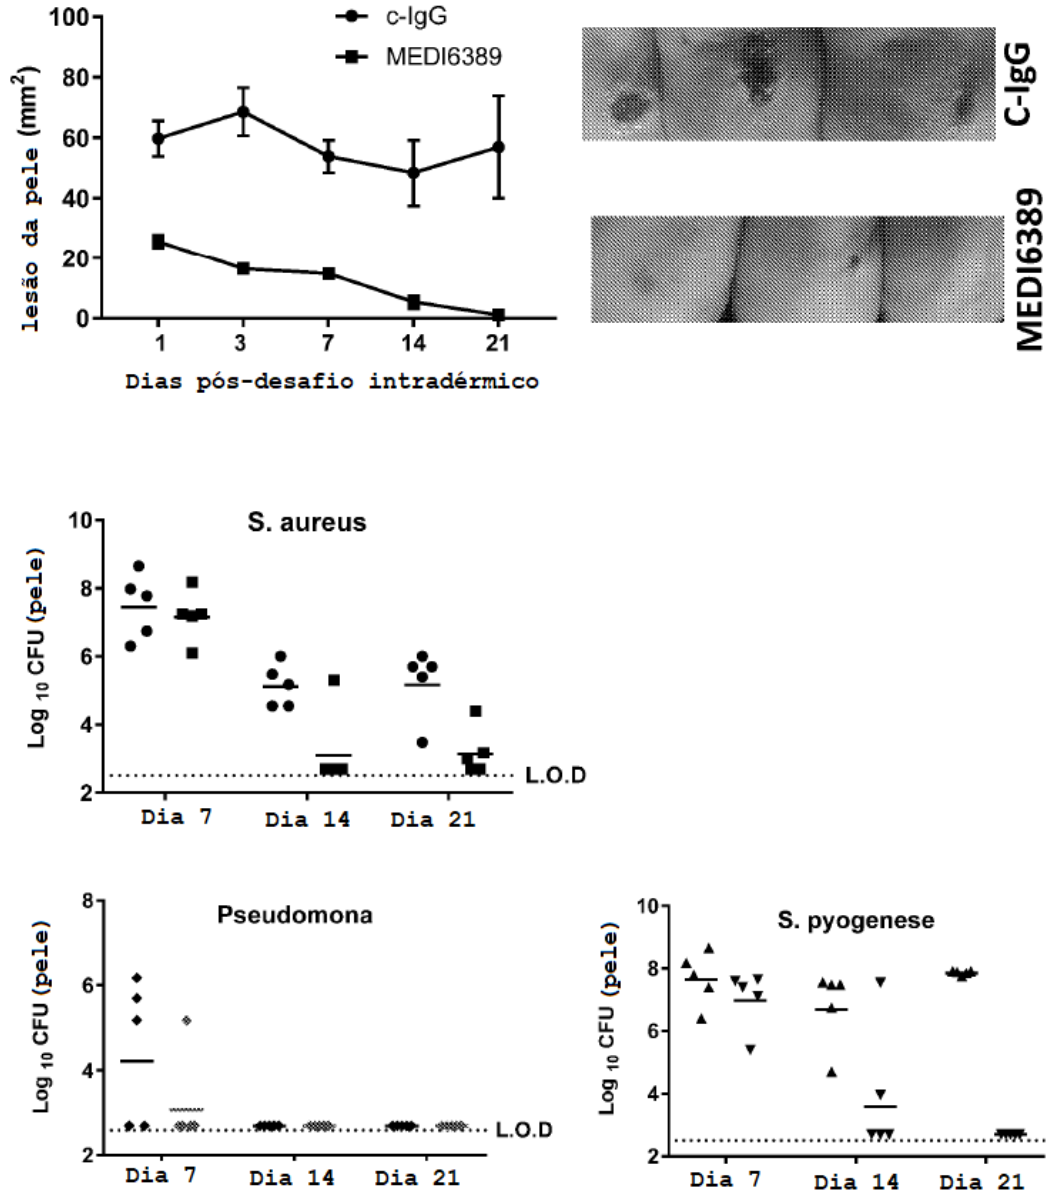 100
80
60
40
20
0
lesão da pele (mm²)
c-IgG
MEDI6389
1 3 7 14 21
Dias pós-desafio intradérmico
C-IgG
MEDI6389
S. aureus
10
8
6
4
2
Log 10 CFU (pele)
L.O.D
Dia 7 Dia 14 Dia 21
Pseudomona
8
6
4
2
Log 10 CFU (pele)
L.O.D
Dia 7 Dia 14 Dia 21
S. pyogenese
10
8
6
4
2
Log 10 CFU (pele)
Dia 7 Dia 14 Dia 21